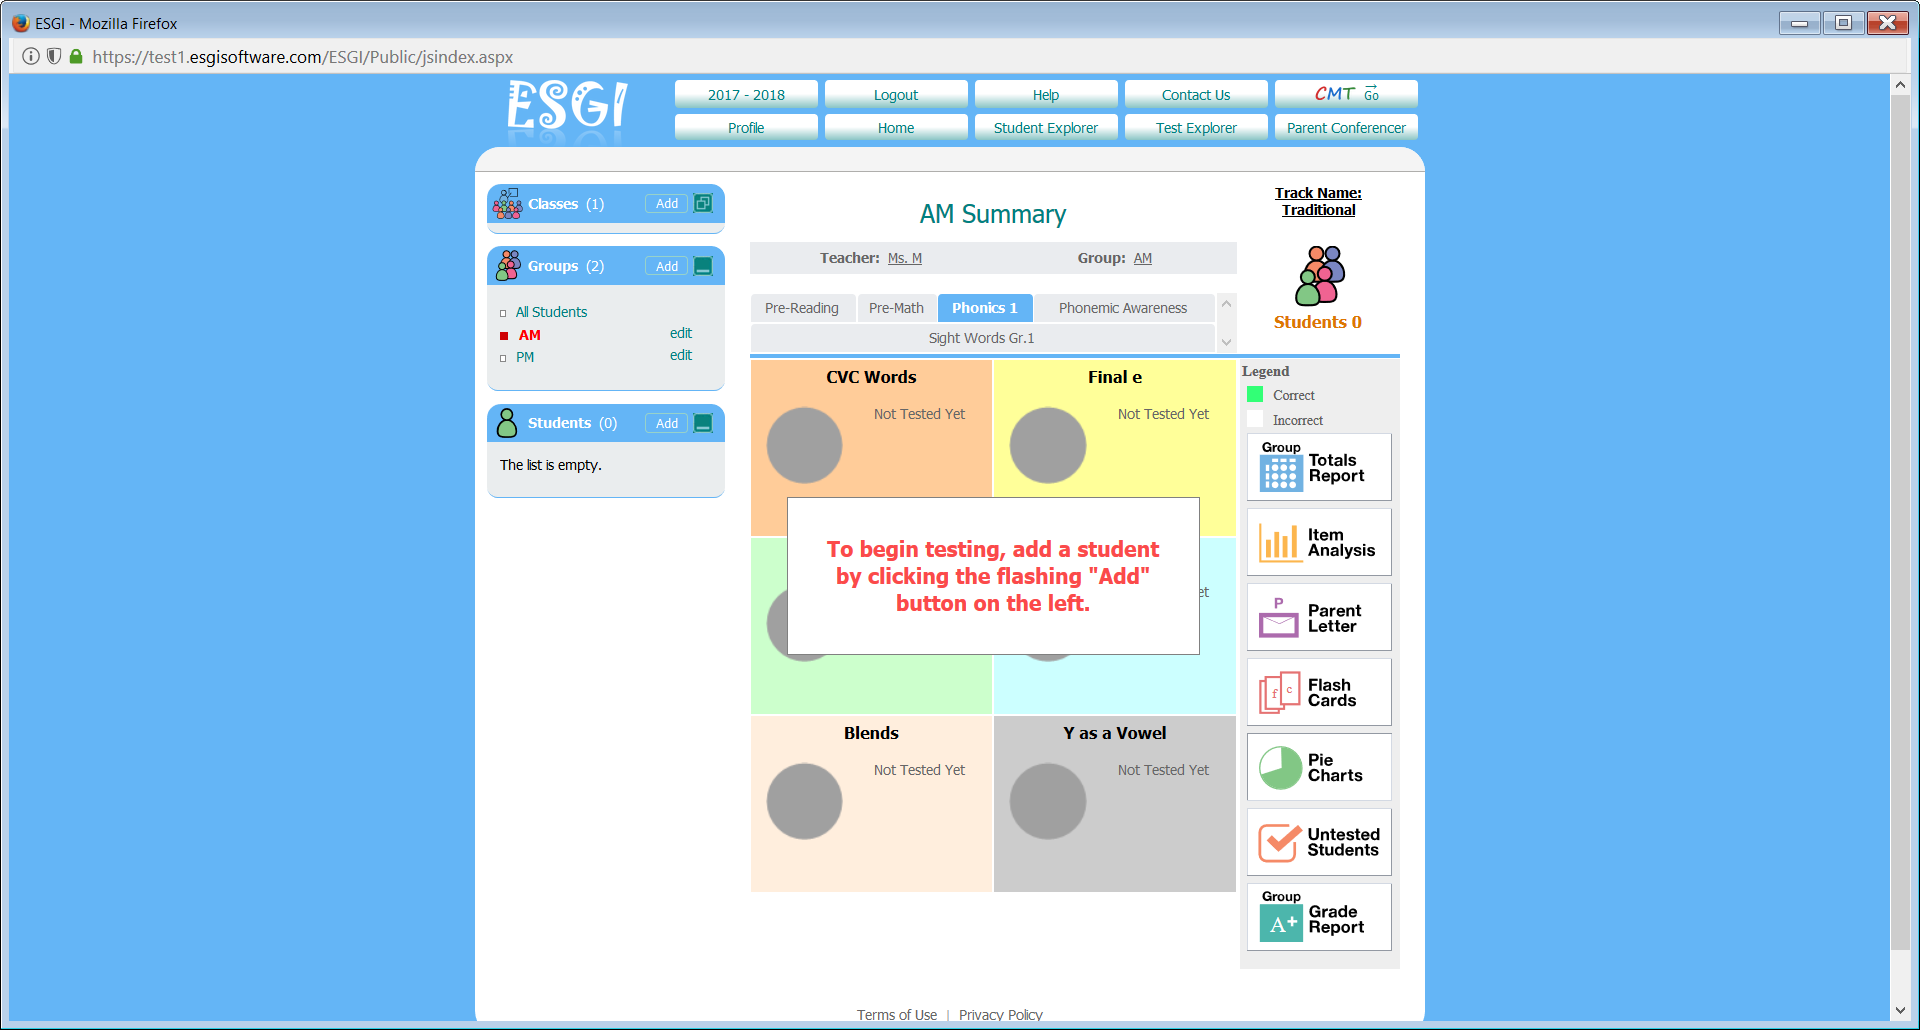 ESGI - Mozilla Firefox
https://test1.esgisoftware.com/ESGI/Public/jsindex.aspx
ESGI
2017 - 2018
Logout
Help
Contact Us
CMT Go
Profile
Home
Student Explorer
Test Explorer
Parent Conferencer
Classes (1)
Add
Groups (2)
Add
All Students
AM
edit
PM
edit
Students (0)
Add
The list is empty.
AM Summary
Teacher: Ms. M
Group: AM
Pre-Reading
Pre-Math
Phonics 1
Phonemic Awareness
Sight Words Gr.1
Track Name:
Traditional
Students 0
CVC Words
Not Tested Yet
Final e
Not Tested Yet
To begin testing, add a student
by clicking the flashing "Add"
button on the left.
Blends
Not Tested Yet
Y as a Vowel
Not Tested Yet
Legend
Correct
Incorrect
Group
Totals
Report
Item
Analysis
P
Parent
Letter
f c
Flash
Cards
Pie
Charts
Untested
Students
Group
A+
Grade
Report
Terms of Use | Privacy Policy